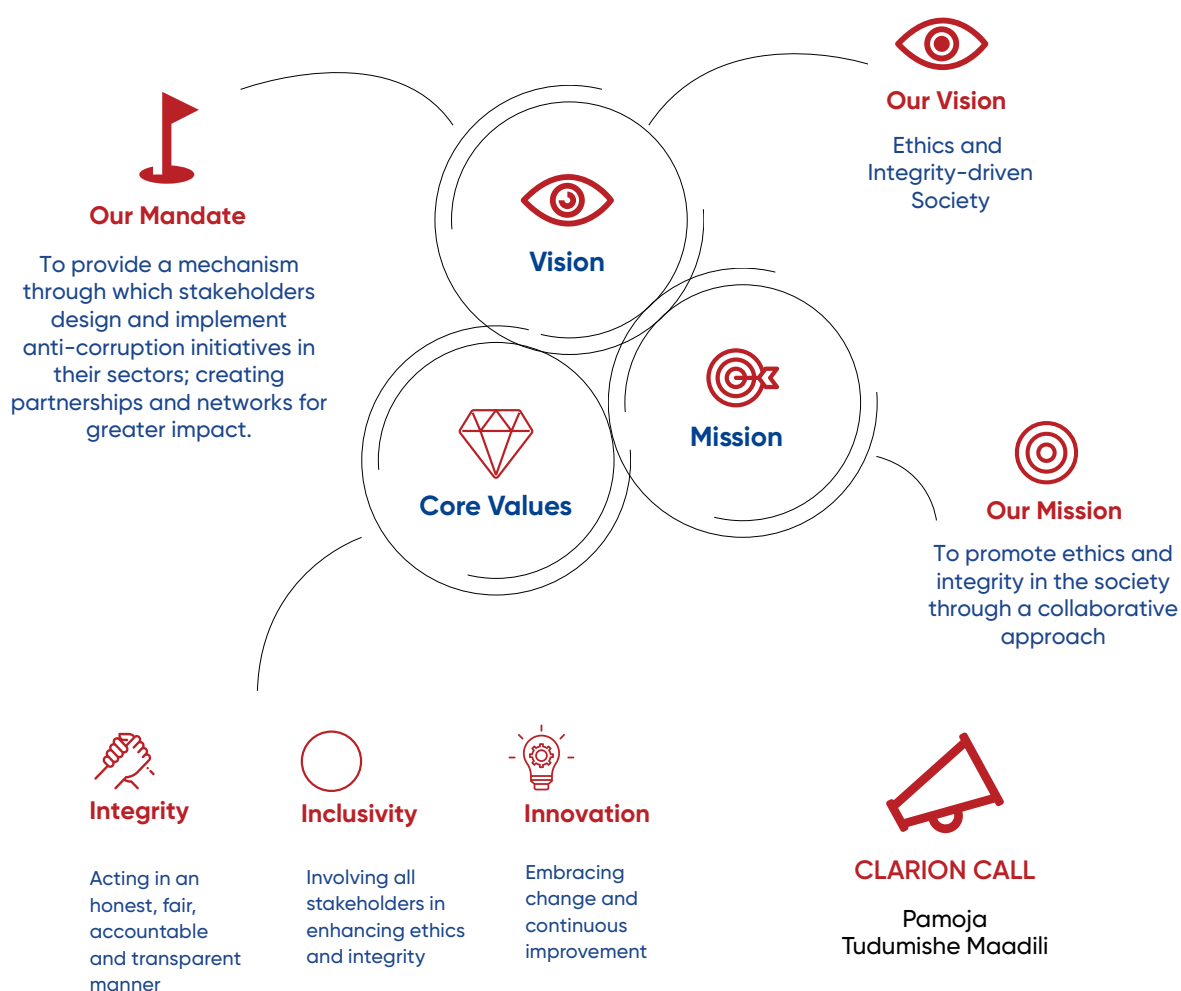 Our Vision
Ethics and
Integrity-driven
Society
Our Mandate
To provide a mechanism
through which stakeholders
design and implement
anti-corruption initiatives in
their sectors; creating
partnerships and networks for
greater impact.
Vision
Mission
Core Values
Our Mission
To promote ethics and
integrity in the society
through a collaborative
approach
Integrity
Acting in an
honest, fair,
accountable
and transparent
manner
Inclusivity
Involving all
stakeholders in
enhancing ethics
and integrity
Innovation
Embracing
change and
continuous
improvement
CLARION CALL
Pamoja
Tudumishe Maadili